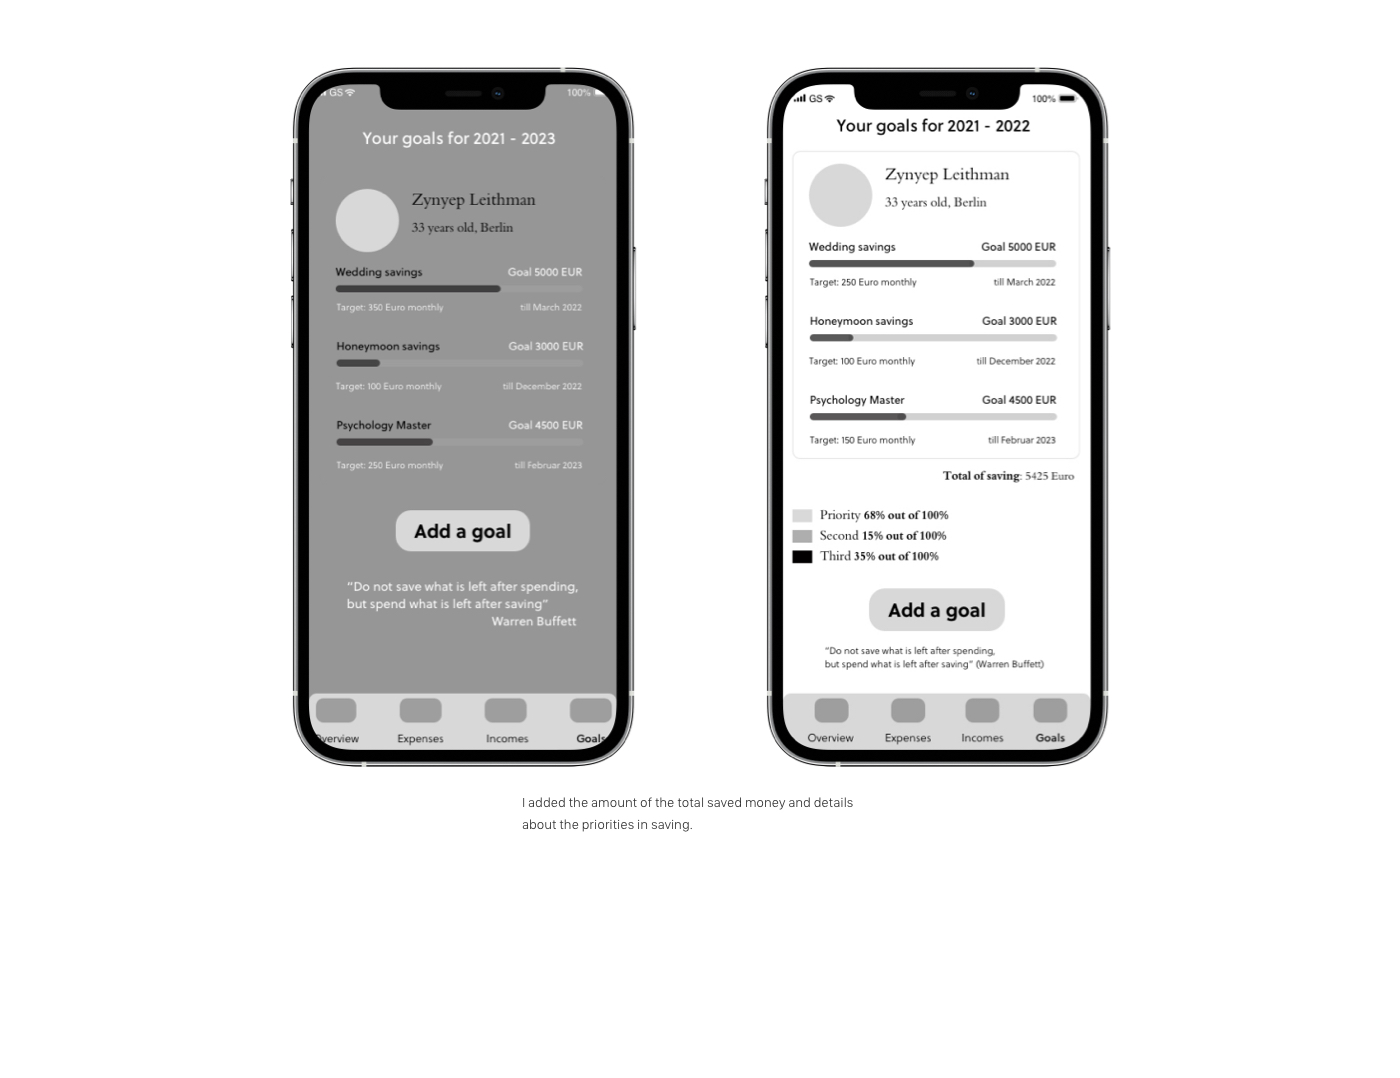 GS 100%
Your goals for 2021 - 2023
Zynyep Leithman
33 years old, Berlin
Wedding savings Goal 5000 EUR
Target: 350 Euro monthly till March 2022
Honeymoon savings Goal 3000 EUR
Target: 100 Euro monthly till December 2022
Psychology Master Goal 4500 EUR
Target: 250 Euro monthly till Februar 2023
Add a goal
“Do not save what is left after spending,
but spend what is left after saving”
Warren Buffett
Overview Expenses Incomes Goals
GS 100%
Your goals for 2021 - 2022
Zynyep Leithman
33 years old, Berlin
Wedding savings Goal 5000 EUR
Target: 250 Euro monthly till March 2022
Honeymoon savings Goal 3000 EUR
Target: 100 Euro monthly till December 2022
Psychology Master Goal 4500 EUR
Target: 150 Euro monthly till Februar 2023
Total of saving: 5425 Euro
Priority 68% out of 100%
Second 15% out of 100%
Third 35% out of 100%
Add a goal
“Do not save what is left after spending,
but spend what is left after saving” (Warren Buffett)
Overview Expenses Incomes Goals
I added the amount of the total saved money and details
about the priorities in saving.